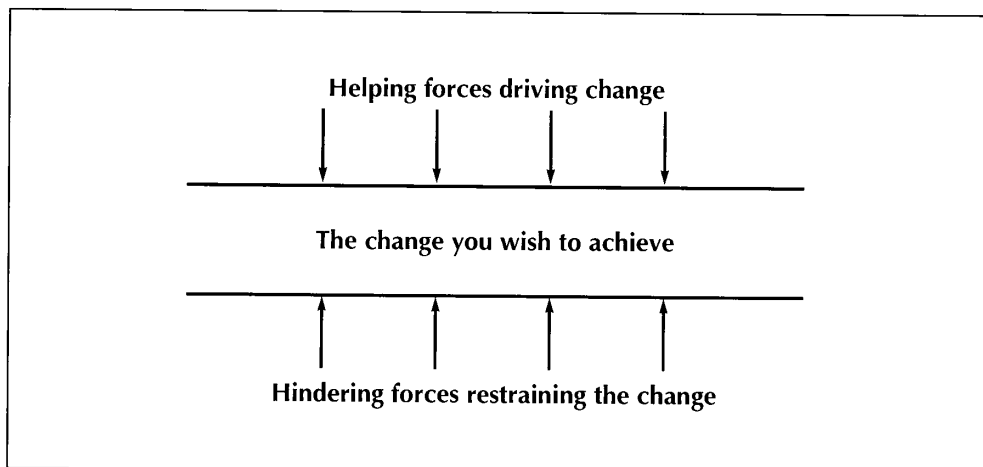 Helping forces driving change
The change you wish to achieve
Hindering forces restraining the change